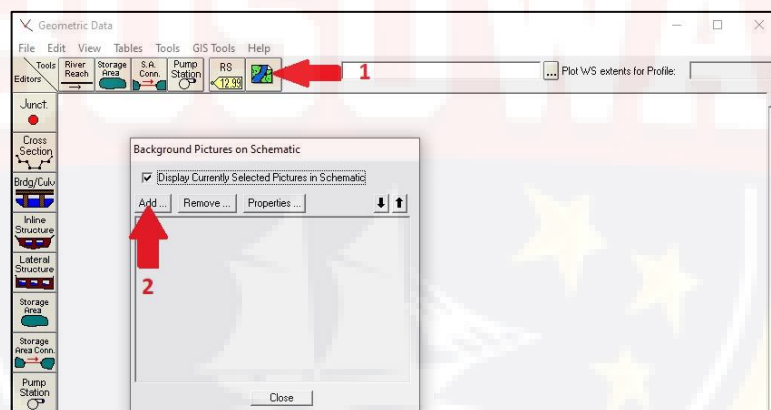 Geometric Data
File Edit View Tables Tools GIS Tools Help
Tools
Editors
River
Reach
Storage
Area
S.A.
Conn.
Pump
Station
RS
12.99
1
... Plot WS extents for Profile:
Junct.
Cross
Section
Brdg/Culv
Inline
Structure
Lateral
Structure
Storage
Area
Storage
Area Conn.
Pump
Station
Background Pictures on Schematic
Display Currently Selected Pictures in Schematic
Add ... Remove ... Properties ...
2
Close